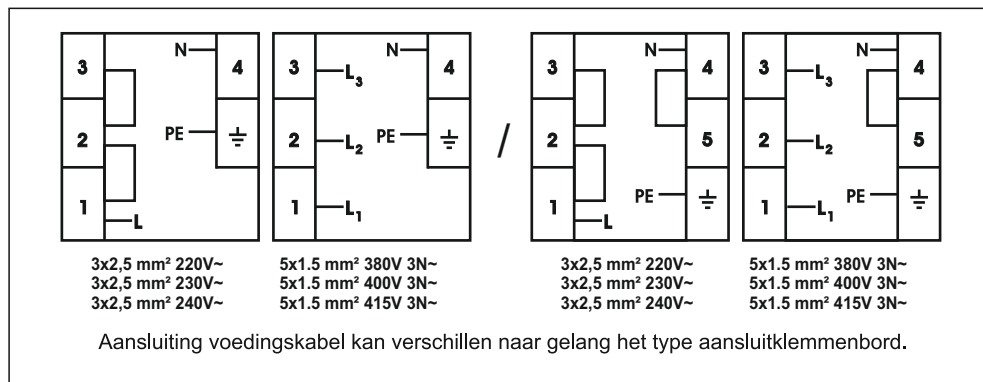 3 N 4
2 PE
1 L
3x2,5 mm² 220V~
3x2,5 mm² 230V~
3x2,5 mm² 240V~
3 L3 N 4
2 L2 PE
1 L1
5x1.5 mm² 380V 3N~
5x1.5 mm² 400V 3N~
5x1.5 mm² 415V 3N~
/
3 N 4
2 5
1 L PE
3x2,5 mm² 220V~
3x2,5 mm² 230V~
3x2,5 mm² 240V~
3 L3 N 4
2 L2 5
1 L1 PE
5x1.5 mm² 380V 3N~
5x1.5 mm² 400V 3N~
5x1.5 mm² 415V 3N~
Aansluiting voedingskabel kan verschillen naar gelang het type aansluitklemmenbord.